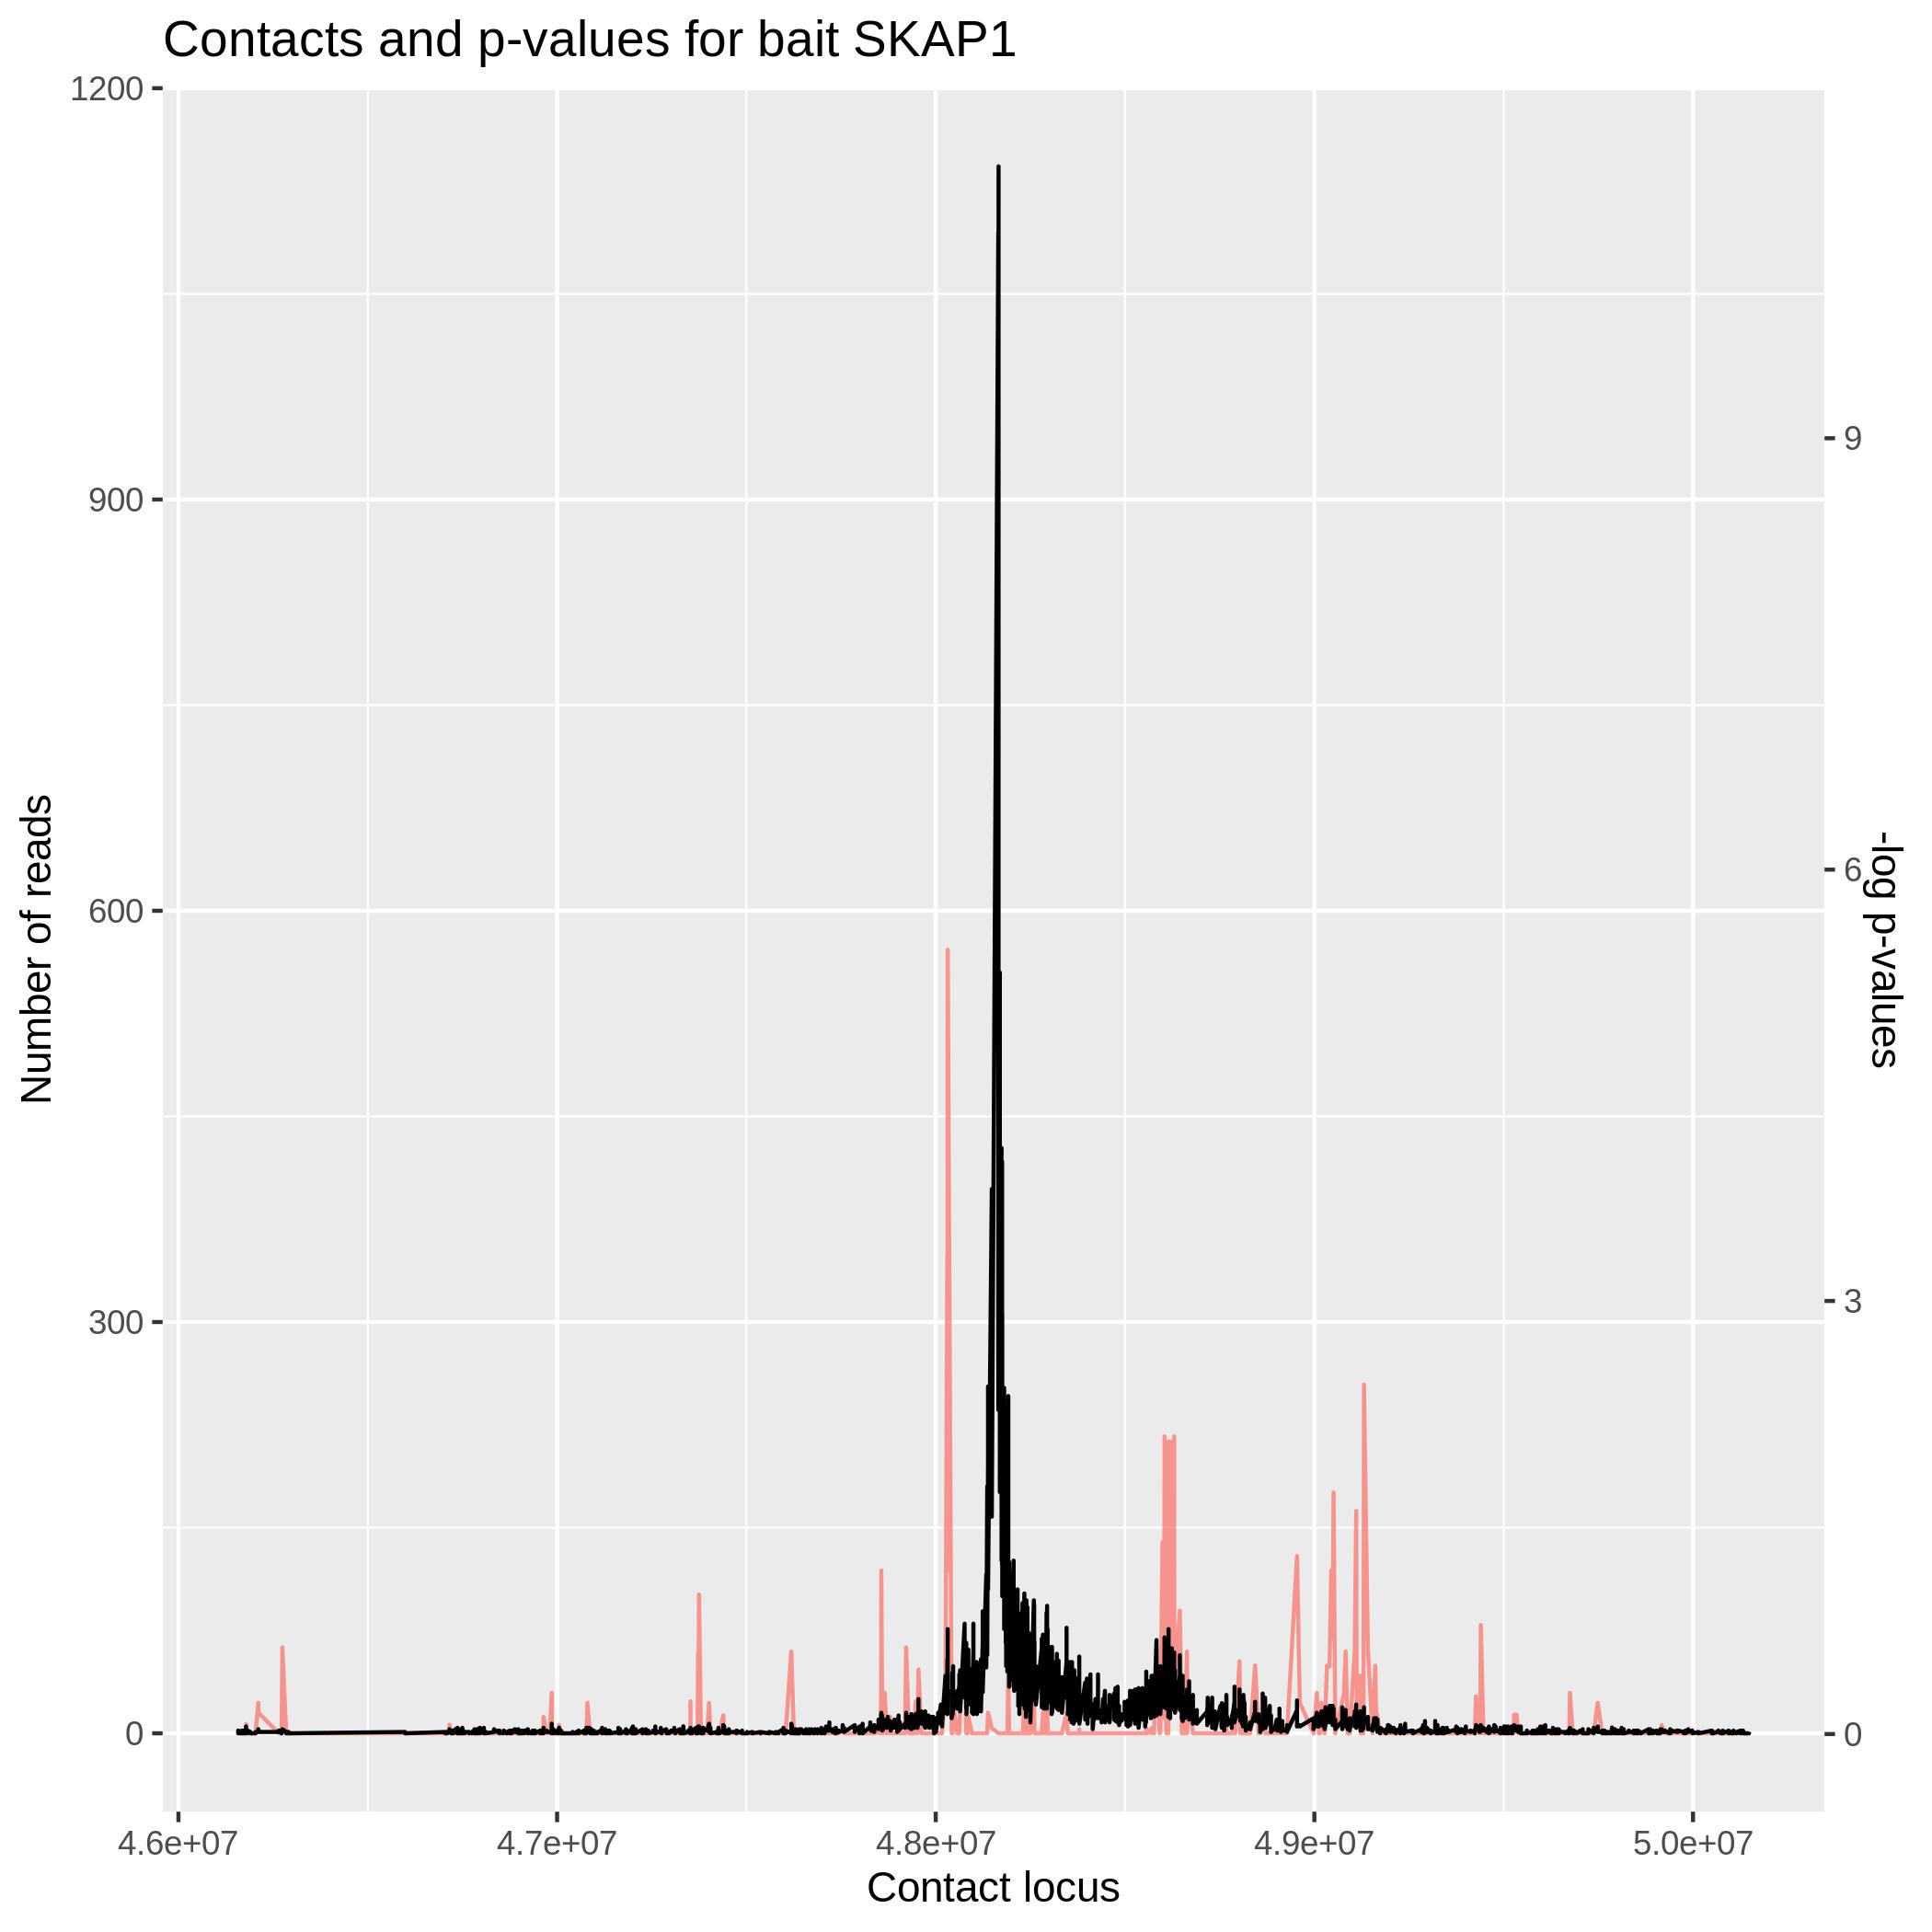 Contacts and p-values for bait SKAP1
1200
900
600
300
0
Number of reads
9
6
3
0
-log p-values
4.6e+07 4.7e+07 4.8e+07 4.9e+07 5.0e+07
Contact locus